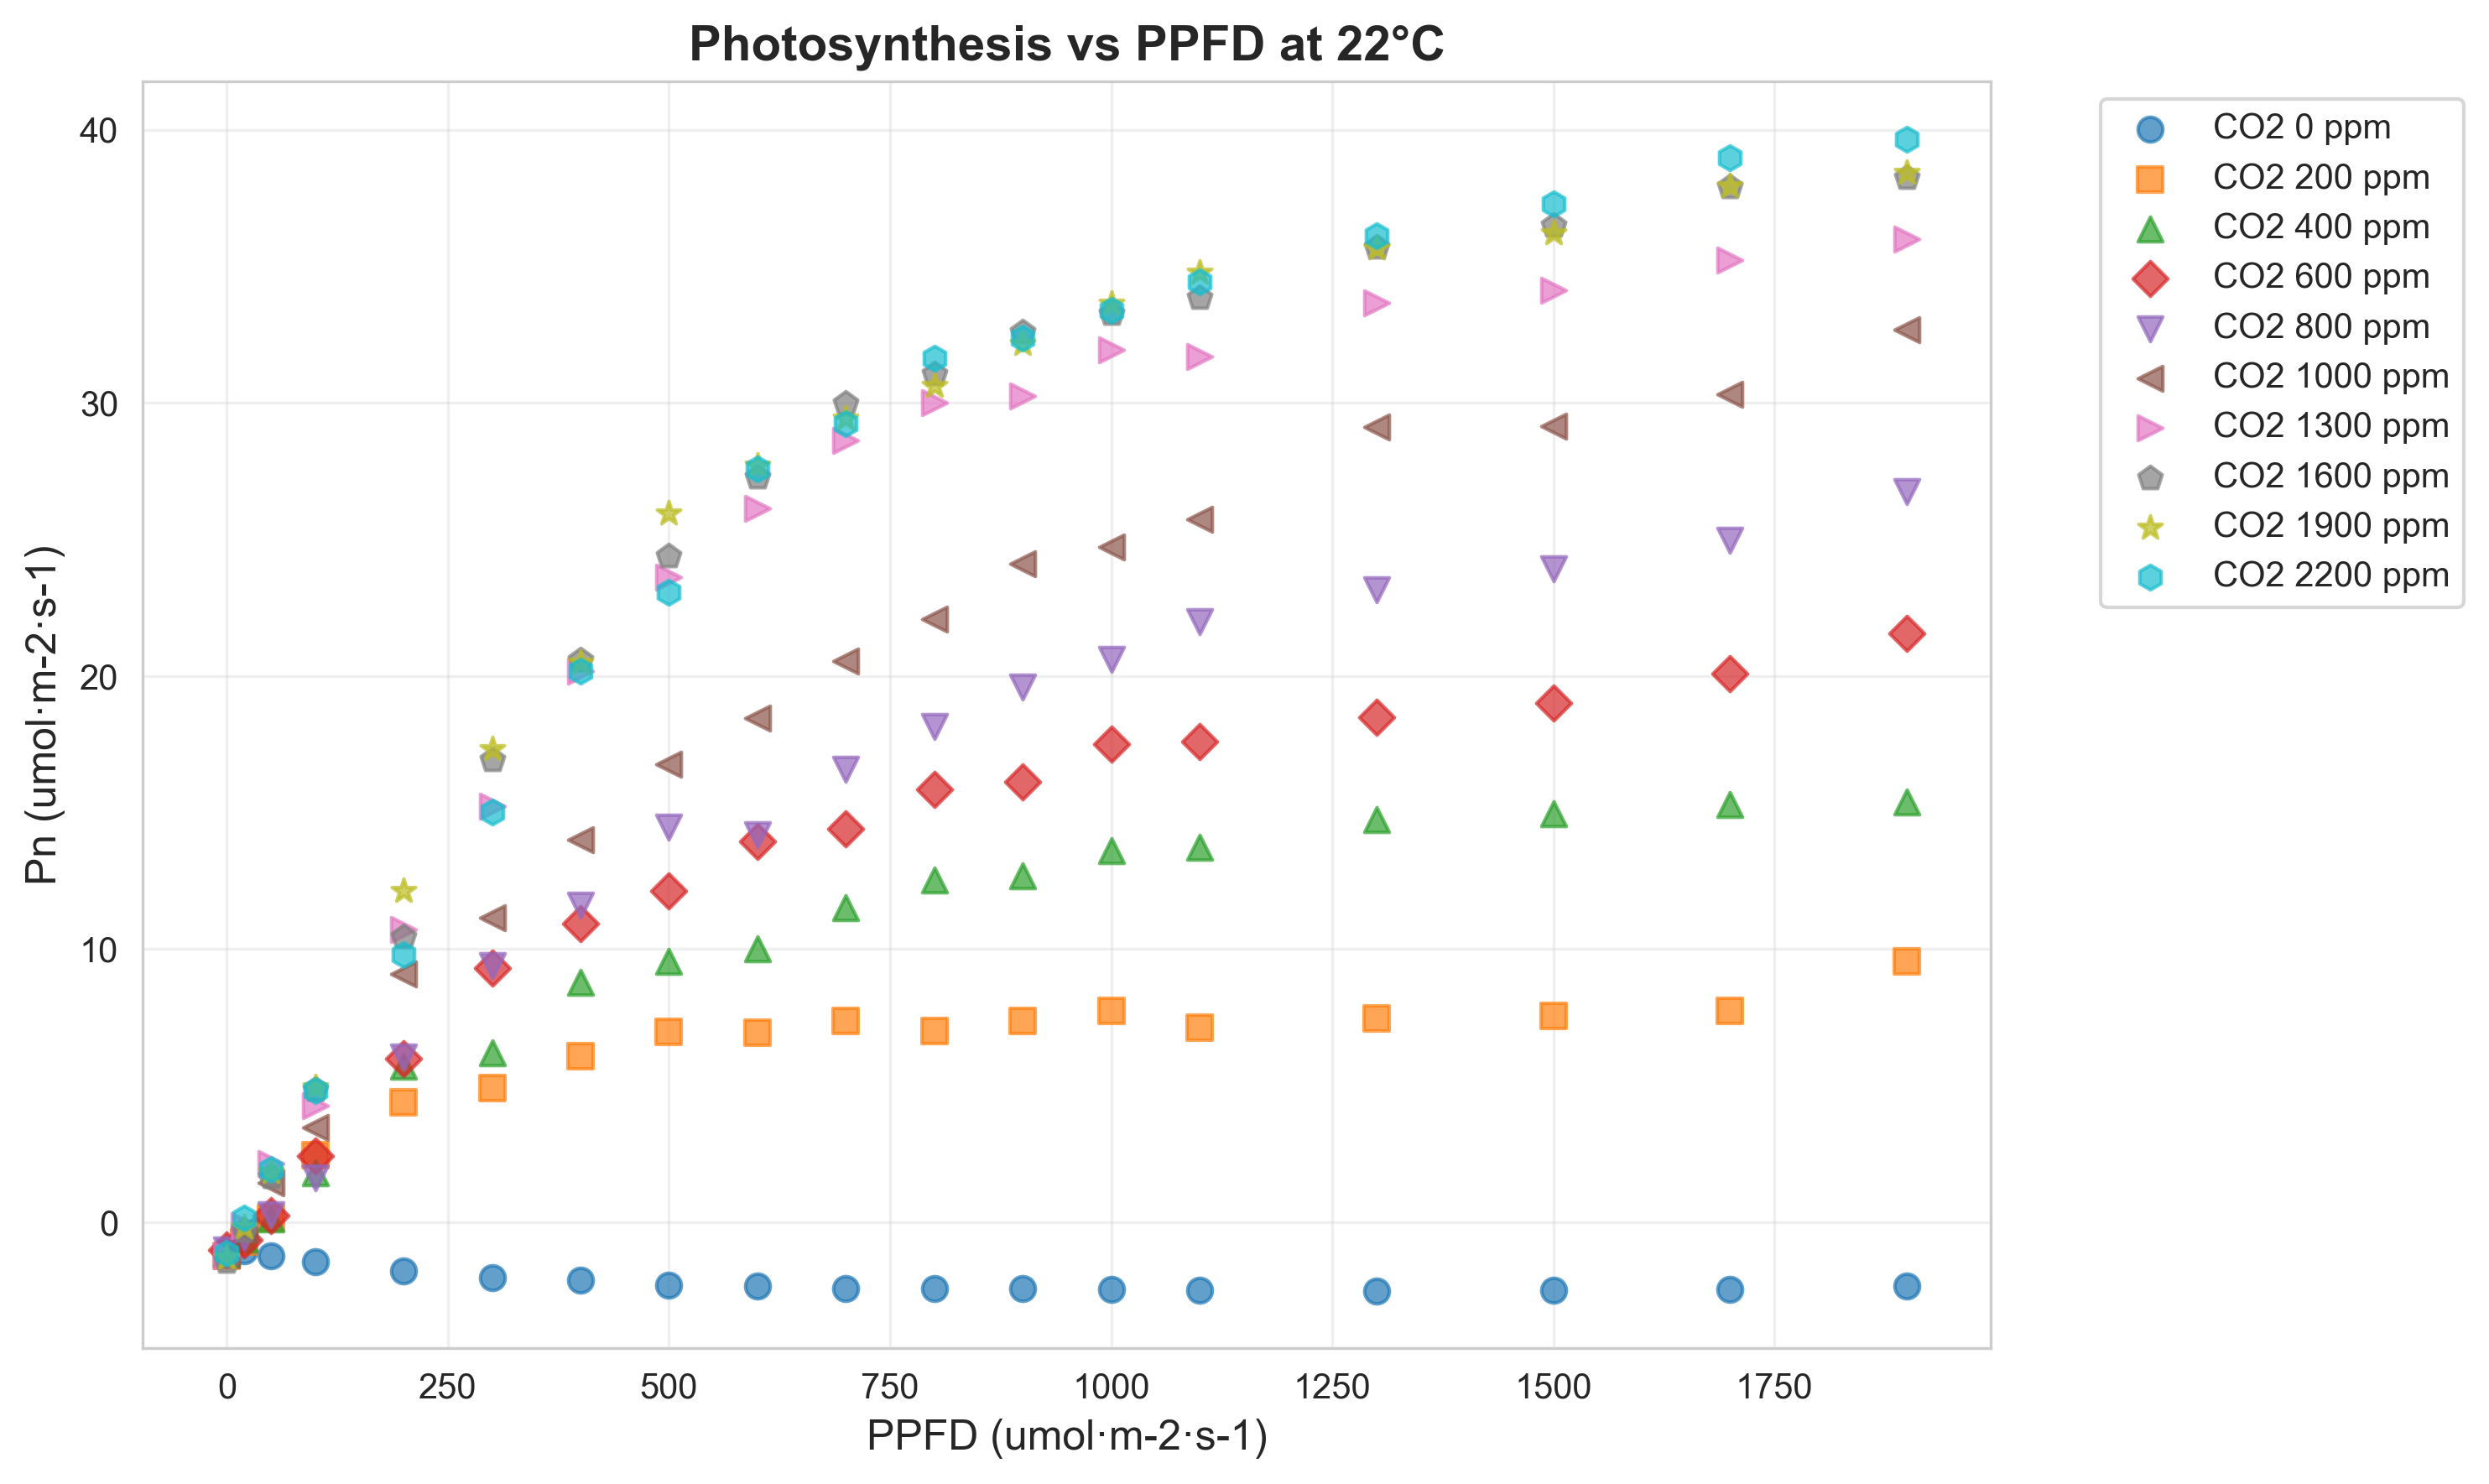 Photosynthesis vs PPFD at 22°C
40
30
20
10
0
Pn (umol·m-2·s-1)
0 250 500 750 1000 1250 1500 1750
PPFD (umol·m-2·s-1)
CO2 0 ppm
CO2 200 ppm
CO2 400 ppm
CO2 600 ppm
CO2 800 ppm
CO2 1000 ppm
CO2 1300 ppm
CO2 1600 ppm
CO2 1900 ppm
CO2 2200 ppm